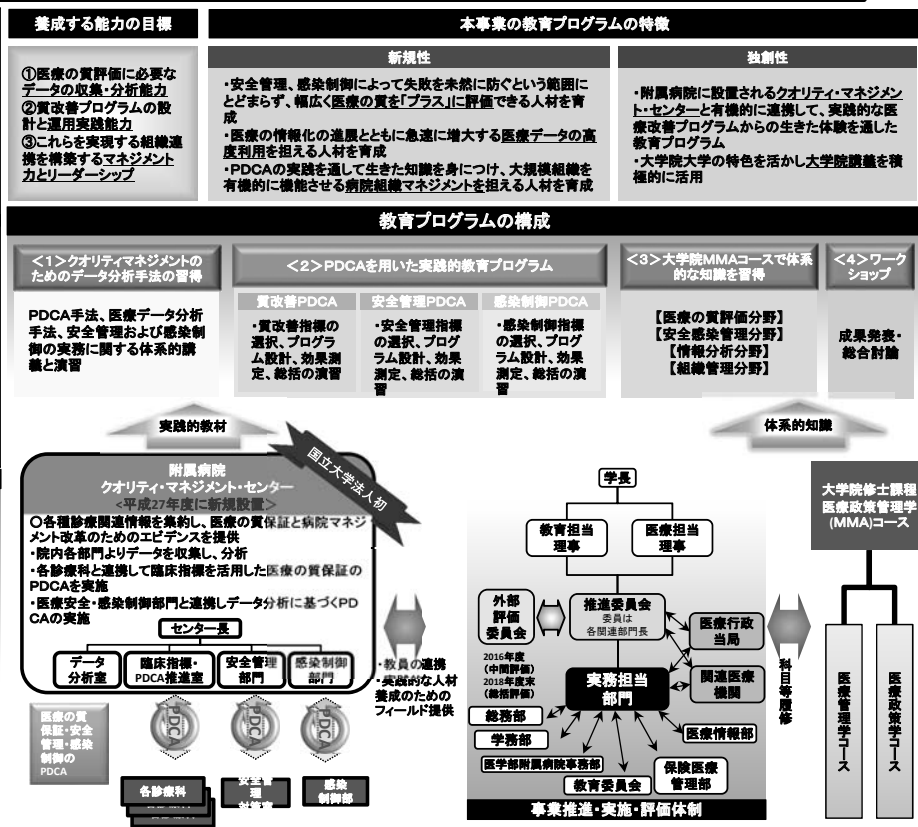 養成する能力の目標
本事業の教育プログラムの特徴
①医療の質評価に必要な
データの収集・分析能力
②質改善プログラムの設
計と運用実践能力
③これらを実現する組織連
携を構築するマネジメント
力とリーダーシップ
新規性
・安全管理、感染制御によって失敗を未然に防ぐという範囲に
とどまらず、幅広く医療の質を「プラス」に評価できる人材を育
成
・医療の情報化の進展とともに急速に増大する医療データの高
度利用を担える人材を育成
・PDCAの実践を通して生きた知識を身につけ、大規模組織を
有機的に機能させる病院組織マネジメントを担える人材を育成
独創性
・附属病院に設置されるクオリティ・マネジメン
ト・センターと有機的に連携して、実践的な医
療改善プログラムからの生きた体験を通した
教育プログラム
・大学院大学の特色を活かし大学院講義を積
極的に活用
教育プログラムの構成
<1>クオリティマネジメントの
ためのデータ分析手法の習得
PDCA手法、医療データ分析
手法、安全管理および感染制
御の実務に関する体系的講
義と演習
<2>PDCAを用いた実践的教育プログラム
質改善PDCA
・質改善指標の
選択、プログラ
ム設計、効果測
定、総括の演習
安全管理PDCA
・安全管理指標
の選択、プログ
ラム設計、効果
測定、総括の演
習
感染制御PDCA
・感染制御指標
の選択、プログ
ラム設計、効果
測定、総括の演
習
<3>大学院MMAコースで体系
的な知識を習得
【医療の質評価分野】
【安全感染管理分野】
【情報分析分野】
【組織管理分野】
<4>ワーク
ショップ
成果発表・
総合討論
実践的教材
体系的知識
国立大学法人初
附属病院
クオリティ・マネジメント・センター
<平成27年度に新規設置>
〇各種診療関連情報を集約し、医療の質保証と病院マネジ
メント改革のためのエビデンスを提供
・院内各部門よりデータを収集し、分析
・各診療科と連携して臨床指標を活用した医療の質保証の
PDCAを実施
・医療安全・感染制御部門と連携しデータ分析に基づくPD
CAの実施
センター長
データ
分析室
臨床指標・
PDCA推進室
安全管理
部門
感染制御
部門
医療の質
保証・安全
管理・感染
制御の
PDCA
PDCA
PDCA
PDCA
各診療科
各診療科
各診療科
安全管
理
対策室
感染
制御部
・教員の連携
・実践的な人材
養成のための
フィールド提供
学長
教育担当
理事
医療担当
理事
外部
評価
委員会
推進委員会
委員は
各関連部門長
医療行政
当局
2016年度
(中間評価)
2018年度末
(総括評価)
実務担当
部門
関連医療
機関
総務部
学務部
医学部附属病院事務部
教育委員会
保険医療
管理部
医療情報部
事業推進・実施・評価体制
科目等履修
大学院修士課程
医療政策管理学
(MMA)コース
医療管理学コース
医療政策学コース